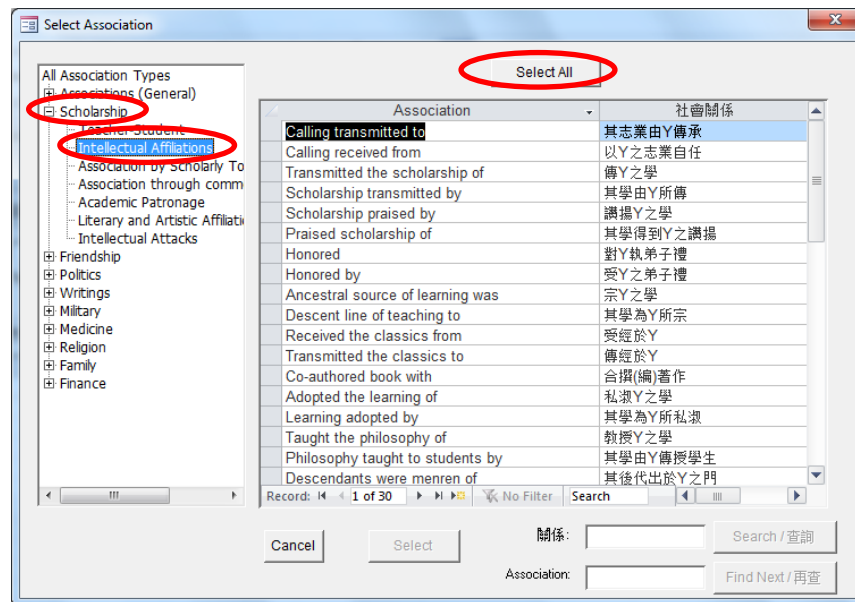 Select Association
Select All
All Association Types
Associations (General)
Scholarship
Teacher-Student
Intellectual Affiliations
Association by Scholarly To
Association through comm
Academic Patronage
Literary and Artistic Affiliati
Intellectual Attacks
Friendship
Politics
Writings
Military
Medicine
Religion
Family
Finance
Association 社會關係
Calling transmitted to 其志業由Y傳承
Calling received from 以Y之志業自任
Transmitted the scholarship of 傳Y之學
Scholarship transmitted by 其學由Y所傳
Scholarship praised by 讚揚Y之學
Praised scholarship of 其學得到Y之讚揚
Honored 對Y執弟子禮
Honored by 受Y之弟子禮
Ancestral source of learning was 宗Y之學
Descent line of teaching to 其學為Y所宗
Received the classics from 受經於Y
Transmitted the classics to 傳經於Y
Co-authored book with 合撰(編)著作
Adopted the learning of 私淑Y之學
Learning adopted by 其學為Y所私淑
Taught the philosophy of 教授Y之學
Philosophy taught to students by 其學由Y傳授學生
Descendants were menren of 其後代出於Y之門
Record: 1 of 30 No Filter Search
Cancel Select 關係: Search / 查詢
Association: Find Next / 再查